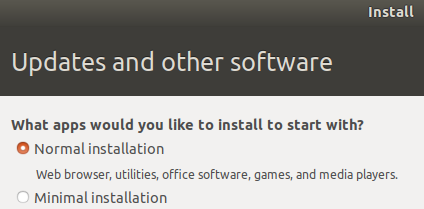 Install
Updates and other software
What apps would you like to install to start with?
Normal installation
Web browser, utilities, office software, games, and media players.
Minimal installation